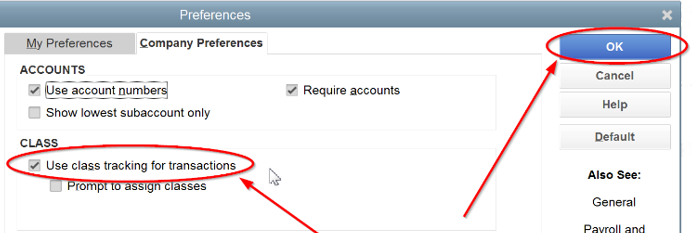 Preferences
My Preferences
Company Preferences
OK
ACCOUNTS
Use account numbers
Require accounts
Cancel
Show lowest subaccount only
Help
CLASS
Default
Use class tracking for transactions
Prompt to assign classes
Also See:
General
Payroll and